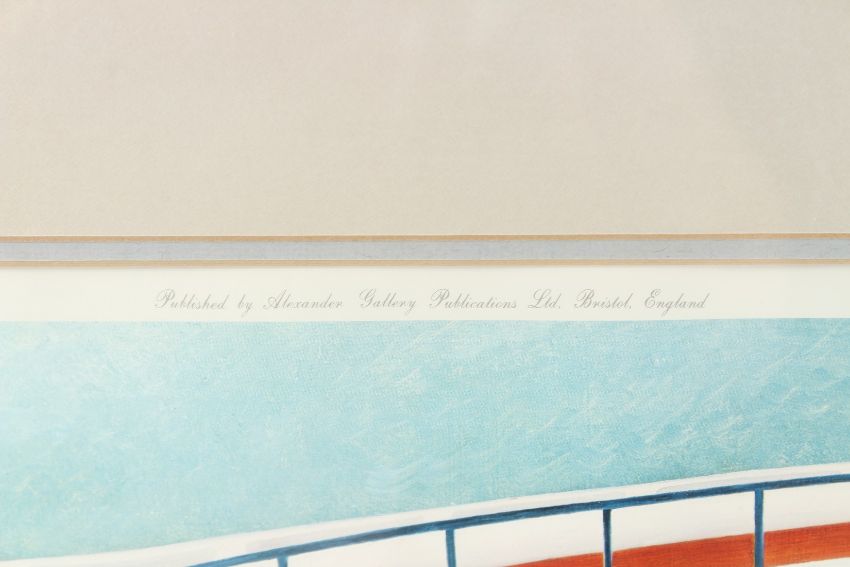 Published by Alexander Gallery Publications Ltd. Bristol, England